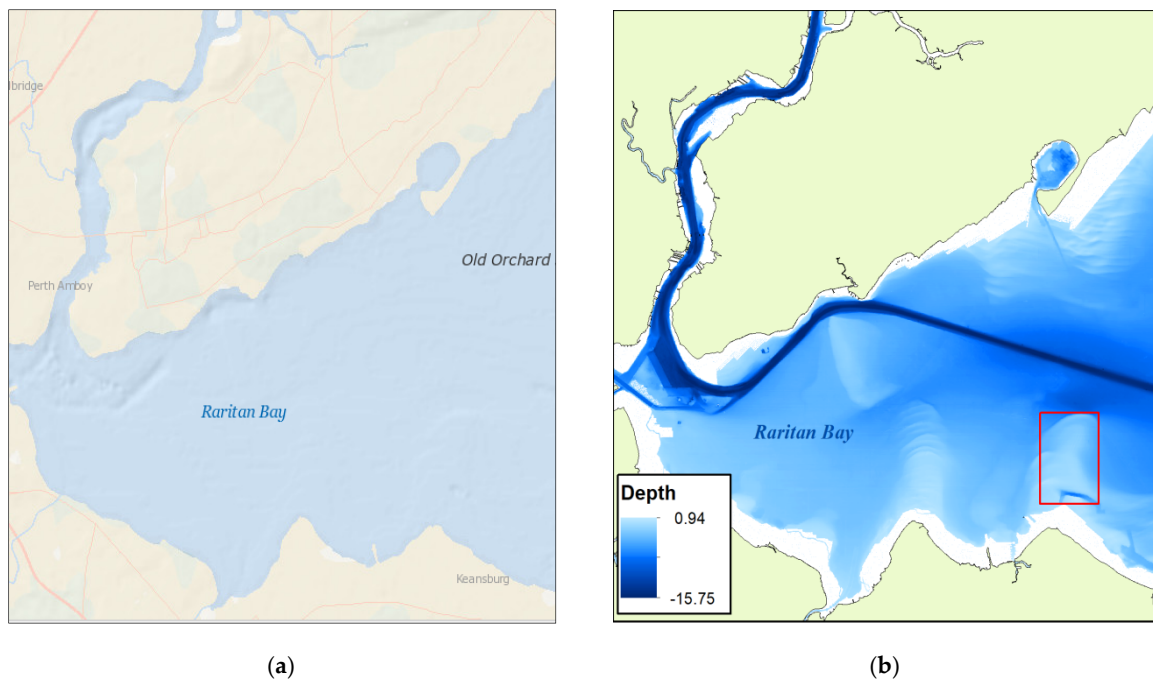 lbridge
Old Orchard
Perth Amboy
Raritan Bay
Keansburg
(a)
Raritan Bay
Depth
0.94
-15.75
(b)